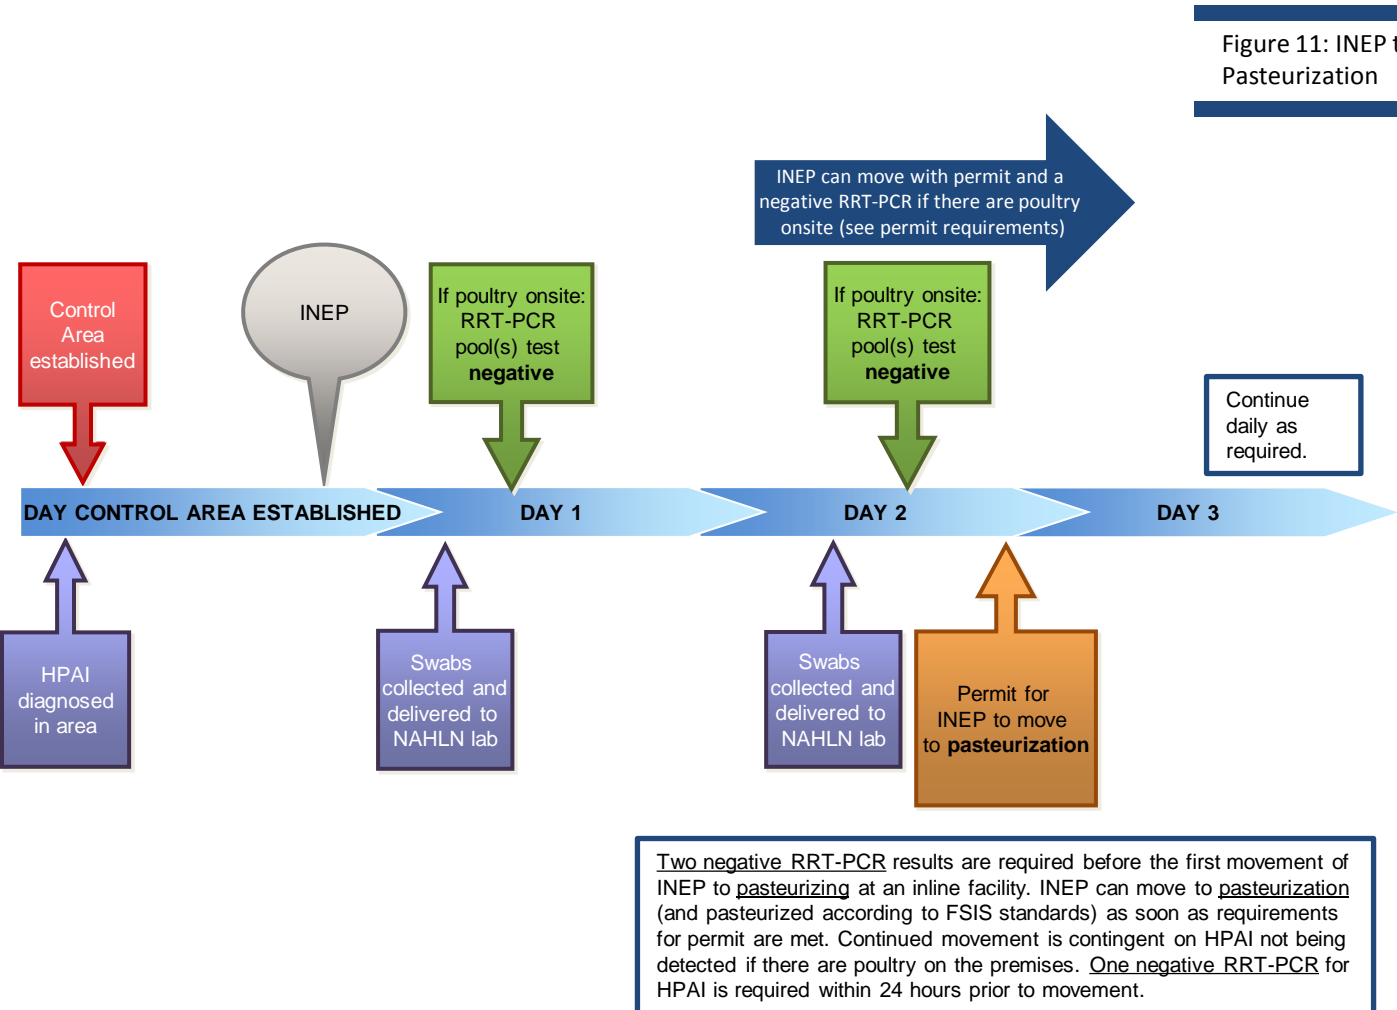 Figure 11: INEP t
Pasteurization
INEP can move with permit and a
negative RRT-PCR if there are poultry
onsite (see permit requirements)
Control
Area
established
INEP
If poultry onsite:
RRT-PCR
pool(s) test
negative
If poultry onsite:
RRT-PCR
pool(s) test
negative
Continue
daily as
required.
DAY CONTROL AREA ESTABLISHED
DAY 1
DAY 2
DAY 3
HPAI
diagnosed
in area
Swabs
collected and
delivered to
NAHLN lab
Swabs
collected and
delivered to
NAHLN lab
Permit for
INEP to move
to pasteurization
Two negative RRT-PCR results are required before the first movement of
INEP to pasteurizing at an inline facility. INEP can move to pasteurization
(and pasteurized according to FSIS standards) as soon as requirements
for permit are met. Continued movement is contingent on HPAI not being
detected if there are poultry on the premises. One negative RRT-PCR for
HPAI is required within 24 hours prior to movement.